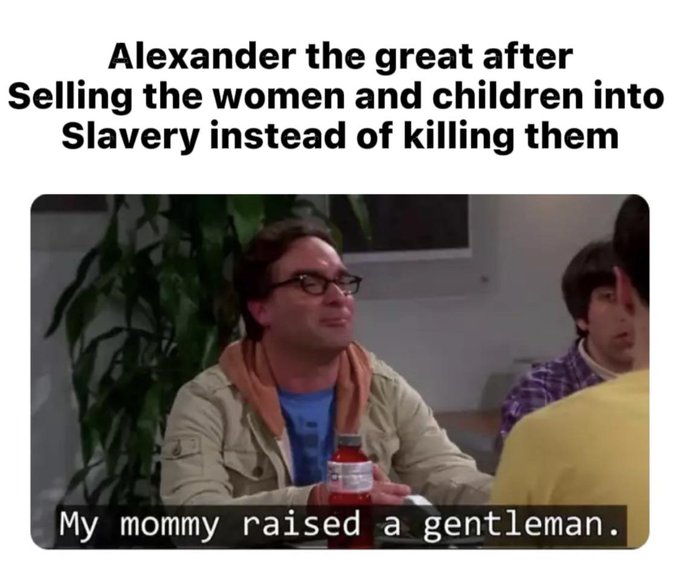 Alexander the great after
Selling the women and children into
Slavery instead of killing them
My mommy raised a gentleman.